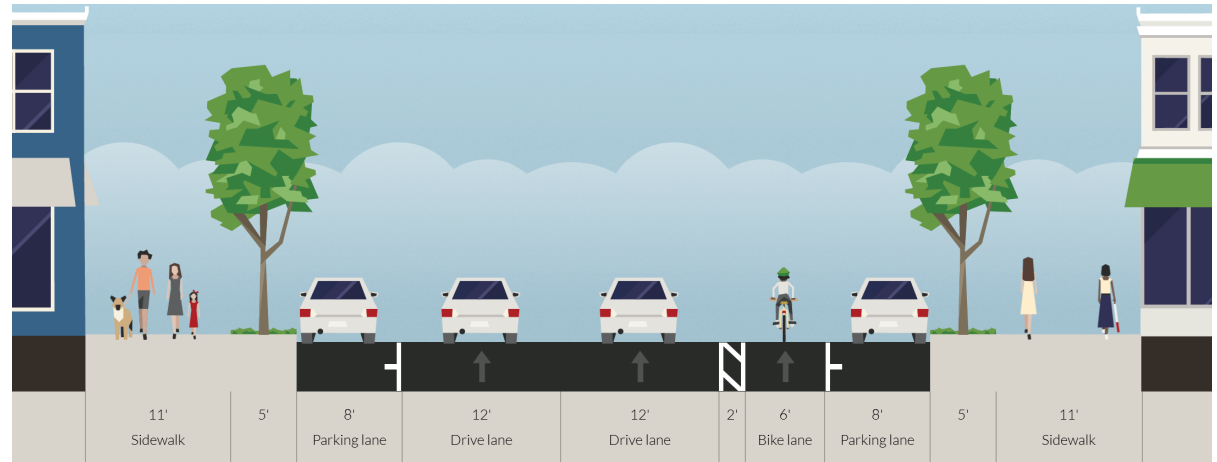 11' 5' 8' 12' 12' 2' 6' 8' 5' 11'
Sidewalk Parking lane Drive lane Drive lane Bike lane Parking lane Sidewalk